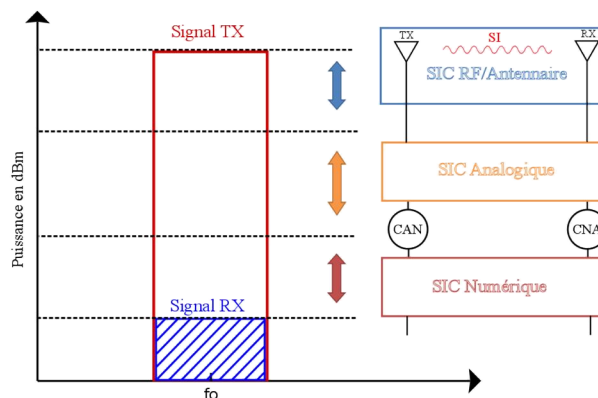 Puissance en dBm
Signal TX
Signal RX
fo
TX
SI
RX
SIC RF/Antennaire
SIC Analogique
CAN
CNA
SIC Numérique